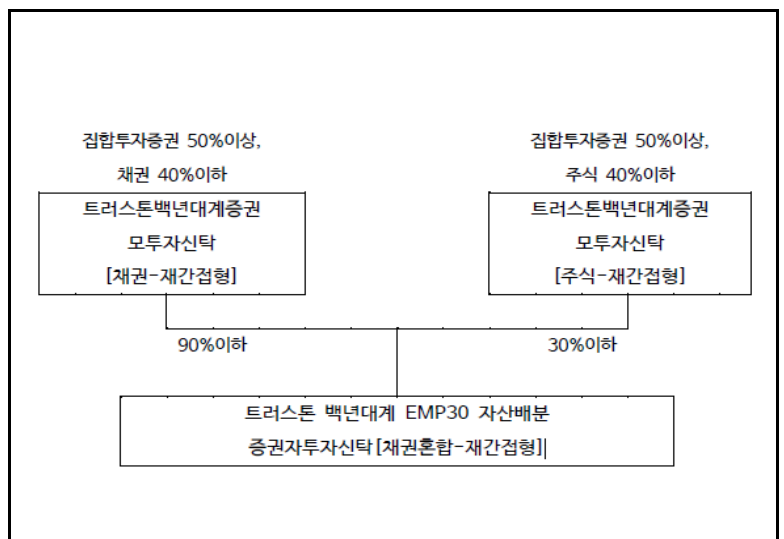 집합투자증권 50%이상,
채권 40%이하
트러스톤백년대계증권
모투자신탁
[채권-재간접형]
집합투자증권 50%이상,
주식 40%이하
트러스톤백년대계증권
모투자신탁
[주식-재간접형]
90%이하
30%이하
트러스톤 백년대계 EMP30 자산배분
증권자투자신탁[채권혼합-재간접형]